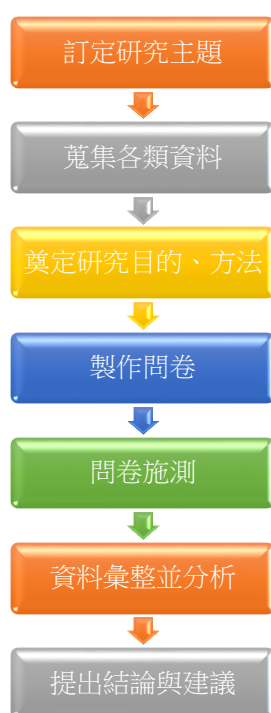 訂定研究主題
蒐集各類資料
奠定研究目的、方法
製作問卷
問卷施測
資料彙整並分析
提出結論與建議